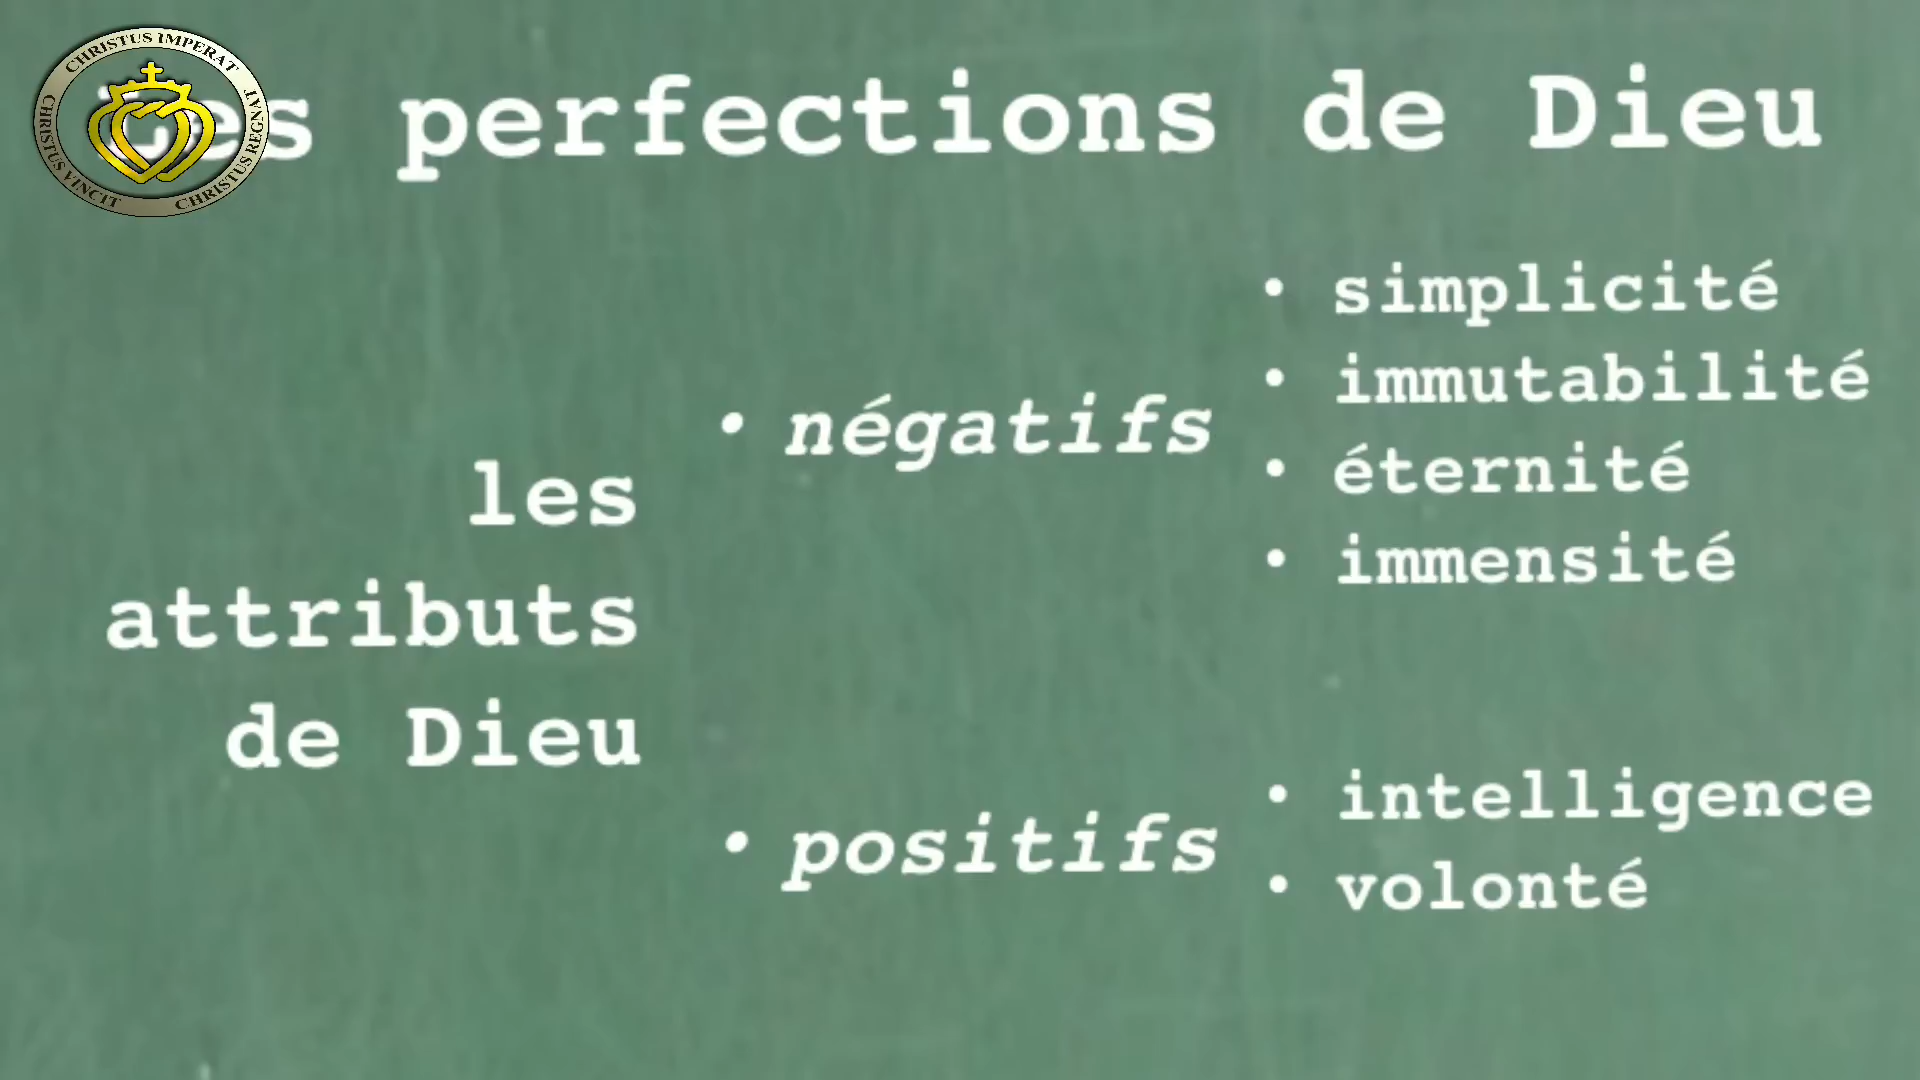 CHRISTUS IMPERAT
CHRISTUS VINCIT
CHRISTUS REGNAT
Les perfections de Dieu
les
attributs
de Dieu
• négatifs
• simplicité
• immutabilité
• éternité
• immensité
• positifs
• intelligence
• volonté